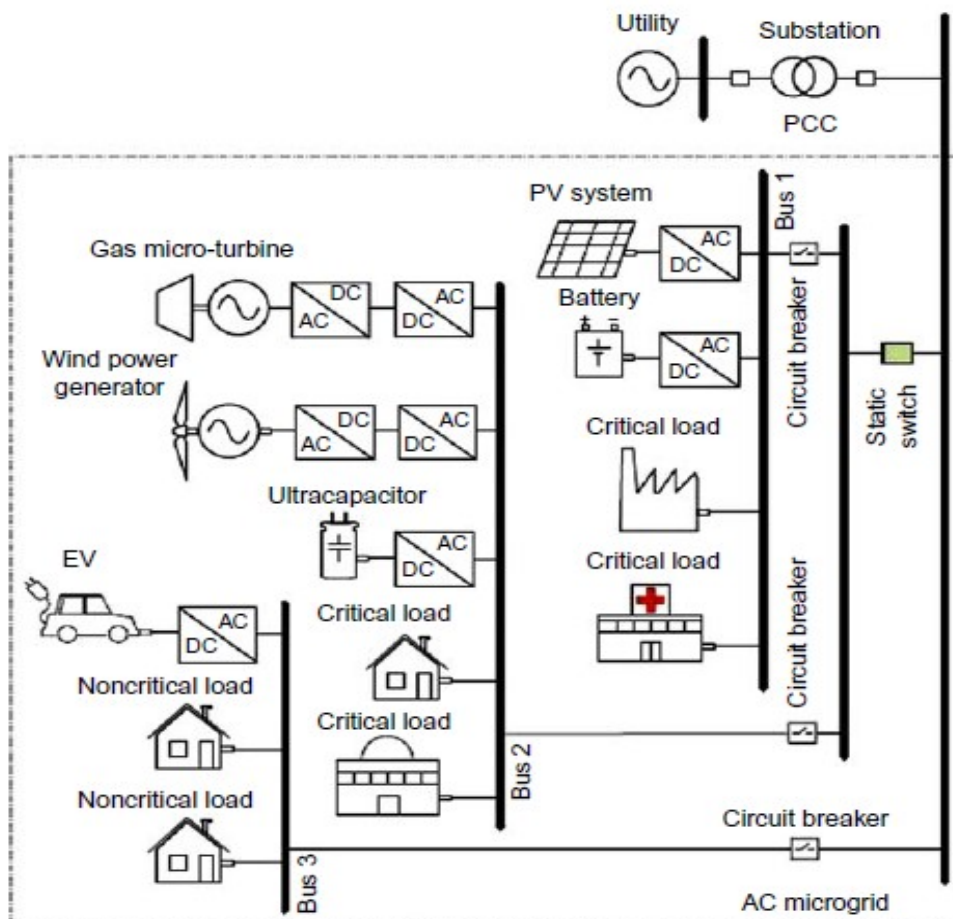 Utility
Substation
PCC
PV system
Bus 1
AC
DC
Gas micro-turbine
DC
AC
AC
DC
Battery
+ −
AC
DC
Circuit breaker
Wind power
generator
DC
AC
AC
DC
Critical load
Static
switch
Ultracapacitor
AC
DC
EV
AC
DC
Critical load
Critical load
Circuit breaker
Noncritical load
Critical load
Bus 2
Noncritical load
Circuit breaker
Bus 3
AC microgrid